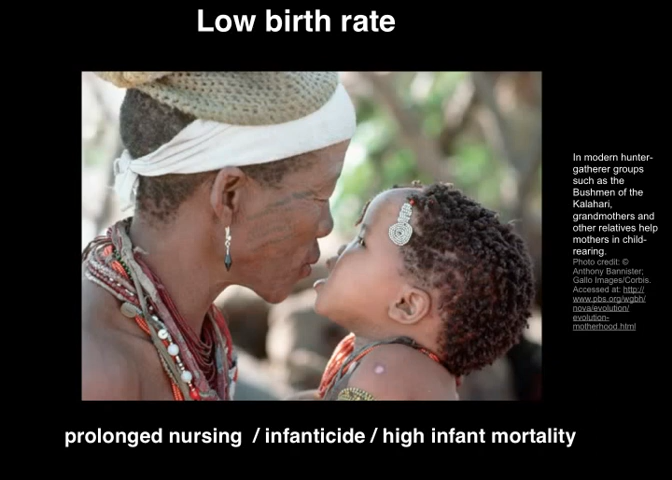 Low birth rate
In modern hunter-
gatherer groups
such as the
Bushmen of the
Kalahari,
grandmothers and
other relatives help
mothers in child-
rearing.
Photo credit: ©
Anthony Bannister;
Gallo Images/Corbis.
Accessed at: http://
www.pbs.org/wgbh/
nova/evolution/
evolution-
motherhood.html
prolonged nursing / infanticide / high infant mortality